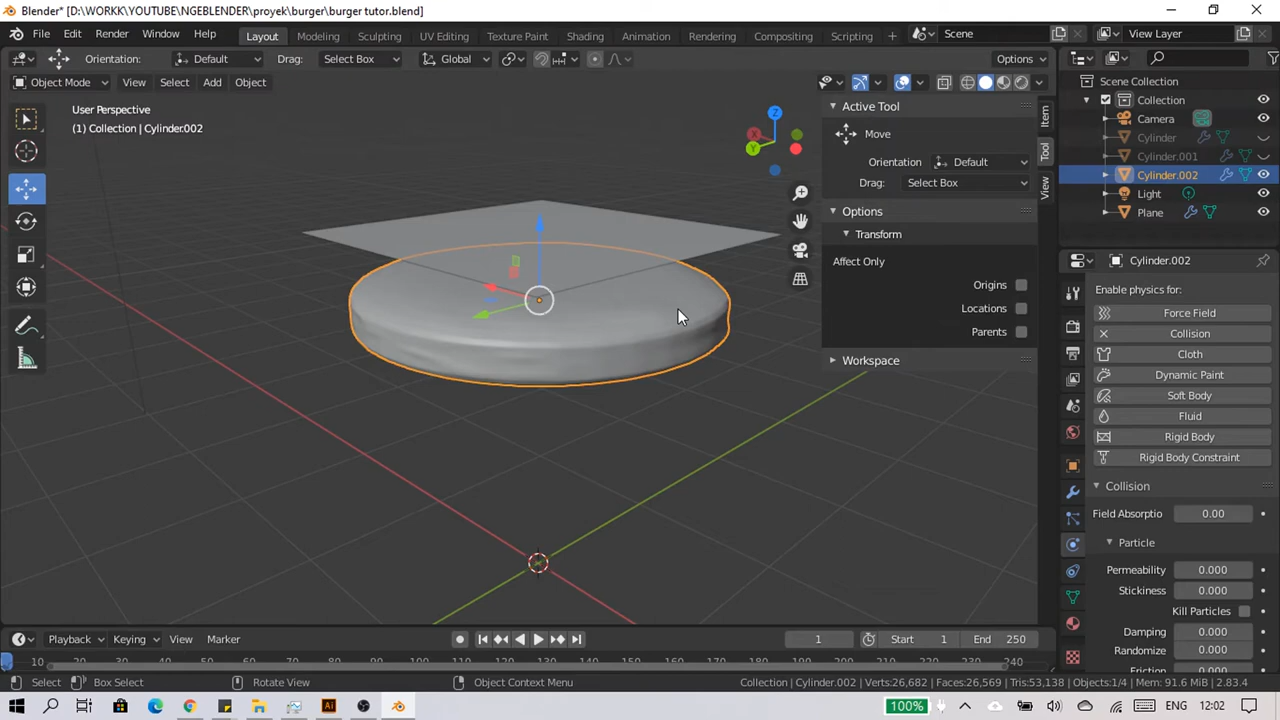 Blender* [D:\WORKK\YOUTUBE\NGEBLENDER\proyek\burger\burger tutor.blend]
File Edit Render Window Help Layout Modeling Sculpting UV Editing Texture Paint Shading Animation Rendering Compositing Scripting + Scene View Layer
Orientation: Default Drag: Select Box Global Options
Object Mode View Select Add Object
User Perspective
(1) Collection | Cylinder.002
X
Y
Z
Active Tool
Move
Orientation Default
Drag: Select Box
Options
Transform
Affect Only
Origins
Locations
Parents
Workspace
Item
Tool
View
Scene Collection
Collection
Camera
Cylinder
Cylinder.001
Cylinder.002
Light
Plane
Cylinder.002
Enable physics for:
Force Field
Collision
Cloth
Dynamic Paint
Soft Body
Fluid
Rigid Body
Rigid Body Constraint
Collision
Field Absorptio 0.00
Particle
Permeability 0.000
Stickiness 0.000
Kill Particles
Damping 0.000
Randomize 0.000
Friction 0.000
Playback Keying View Marker 1 Start 1 End 250
10 20 30 40 50 60 70 80 90 100 110 120 130 140 150 160 170 180 190 200 210 220 230 240
Select Box Select Rotate View Object Context Menu Collection | Cylinder.002 | Verts:26,682 | Faces:26,569 | Tris:53,138 | Objects:1/4 | Mem: 91.6 MiB | 2.83.4
100% ENG 12:02